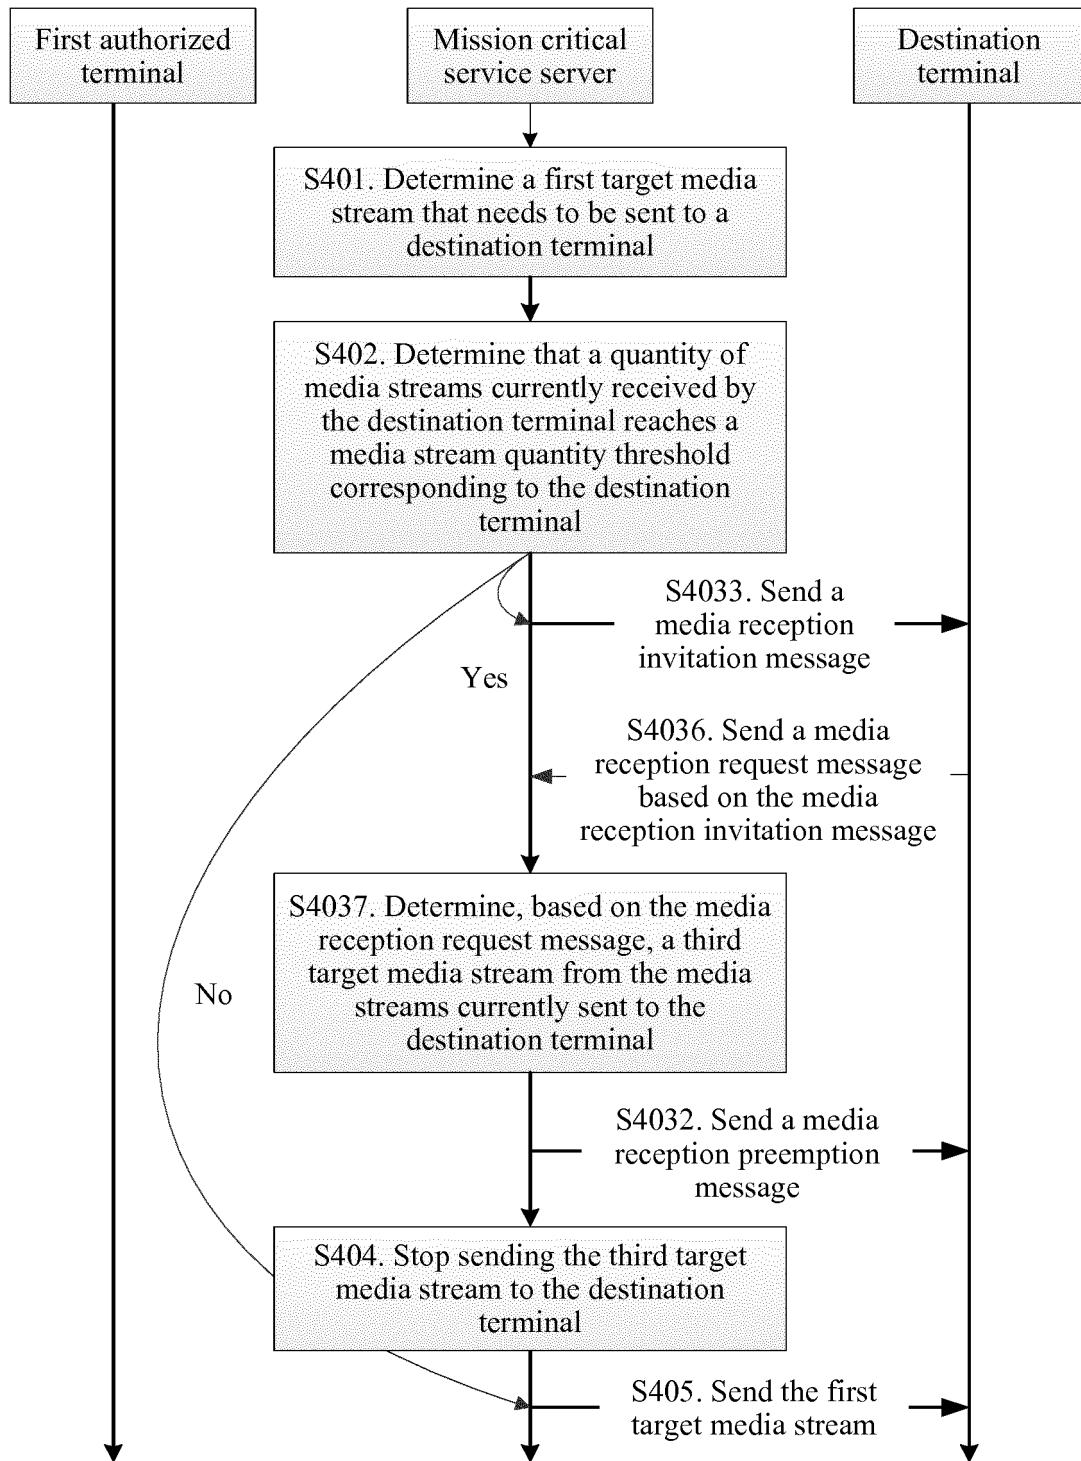 First authorized
terminal
Mission critical
service server
Destination
terminal
S401. Determine a first target media
stream that needs to be sent to a
destination terminal
S402. Determine that a quantity of
media streams currently received by
the destination terminal reaches a
media stream quantity threshold
corresponding to the destination
terminal
S4033. Send a
media reception
invitation message
Yes
S4036. Send a media
reception request message
based on the media
reception invitation message
S4037. Determine, based on the media
reception request message, a third
target media stream from the media
streams currently sent to the
destination terminal
No
S4032. Send a media
reception preemption
message
S404. Stop sending the third target
media stream to the destination
terminal
S405. Send the first
target media stream